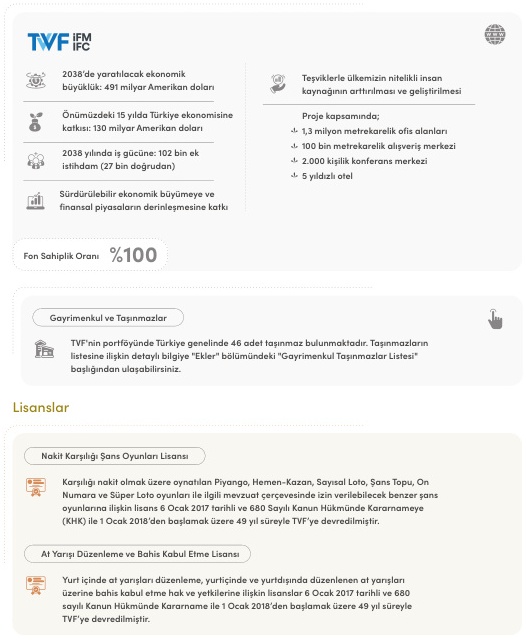 TVF İFM
IFC
www
2038'de yaratılacak ekonomik
büyüklük: 491 milyar Amerikan doları
Önümüzdeki 15 yılda Türkiye ekonomisine
katkısı: 130 milyar Amerikan doları
2038 yılında iş gücüne: 102 bin ek
istihdam (27 bin doğrudan)
Sürdürülebilir ekonomik büyümeye ve
finansal piyasaların derinleşmesine katkı
Teşviklerle ülkemizin nitelikli insan
kaynağının arttırılması ve geliştirilmesi
Proje kapsamında;
1,3 milyon metrekarelik ofis alanları
100 bin metrekarelik alışveriş merkezi
2.000 kişilik konferans merkezi
5 yıldızlı otel
Fon Sahiplik Oranı %100
Gayrimenkul ve Taşınmazlar
TVF'nin portföyünde Türkiye genelinde 46 adet taşınmaz bulunmaktadır. Taşınmazların
listesine ilişkin detaylı bilgiye "Ekler" bölümündeki "Gayrimenkul Taşınmazlar Listesi"
başlığından ulaşabilirsiniz.
Lisanslar
Nakit Karşılığı Şans Oyunları Lisansı
Karşılığı nakit olmak üzere oynatılan Piyango, Hemen-Kazan, Sayısal Loto, Şans Topu, On
Numara ve Süper Loto oyunları ile ilgili mevzuat çerçevesinde izin verilebilecek benzer şans
oyunlarına ilişkin lisans 6 Ocak 2017 tarihli ve 680 Sayılı Kanun Hükmünde Kararnameye
(KHK) ile 1 Ocak 2018'den başlamak üzere 49 yıl süreyle TVF'ye devredilmiştir.
At Yarışı Düzenleme ve Bahis Kabul Etme Lisansı
Yurt içinde at yarışları düzenleme, yurtiçinde ve yurtdışında düzenlenen at yarışları
üzerine bahis kabul etme hak ve yetkilerine ilişkin lisanslar 6 Ocak 2017 tarihli ve 680
sayılı Kanun Hükmünde Kararname ile 1 Ocak 2018'den başlamak üzere 49 yıl süreyle
TVF'ye devredilmiştir.